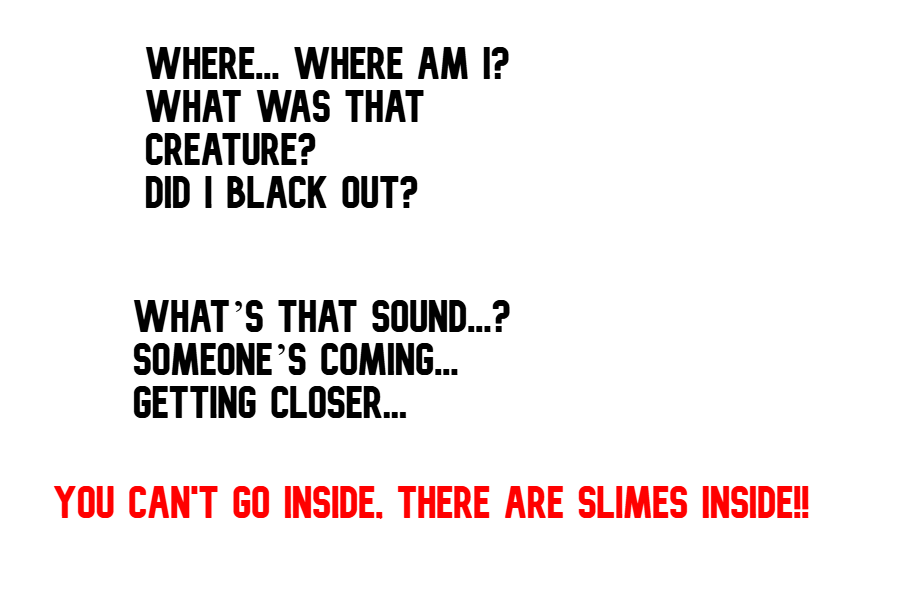 WHERE... WHERE AM I?
WHAT WAS THAT
CREATURE?
DID I BLACK OUT?
WHAT’S THAT SOUND...?
SOMEONE’S COMING...
GETTING CLOSER...
YOU CAN'T GO INSIDE. THERE ARE SLIMES INSIDE!!